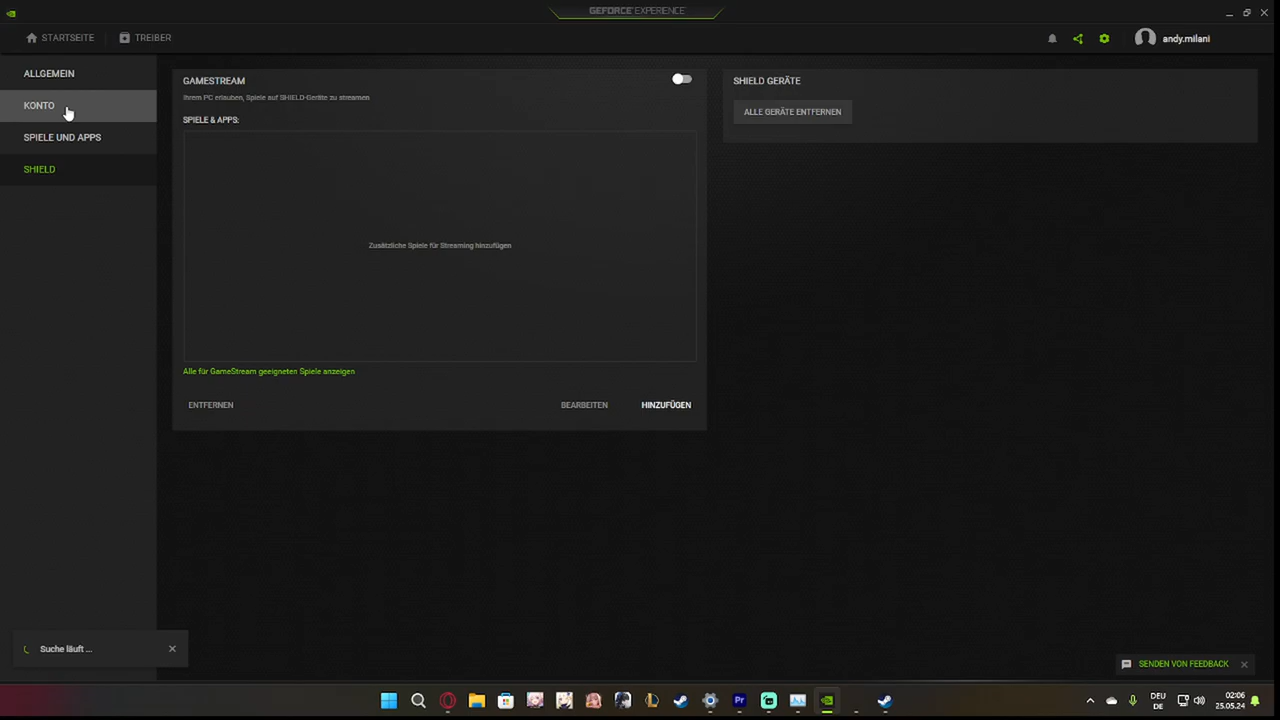 GEFORCE EXPERIENCE
STARTSEITE
TREIBER
andy.milani
ALLGEMEIN
KONTO
SPIELE UND APPS
SHIELD
GAMESTREAM
Ihrem PC erlauben, Spiele auf SHIELD-Geräte zu streamen
SPIELE & APPS:
Zusätzliche Spiele für Streaming hinzufügen
Alle für GameStream geeigneten Spiele anzeigen
ENTFERNEN
BEARBEITEN
HINZUFÜGEN
SHIELD GERÄTE
ALLE GERÄTE ENTFERNEN
Suche läuft ...
SENDEN VON FEEDBACK
Pr
DEU
DE
02:06
25.05.24